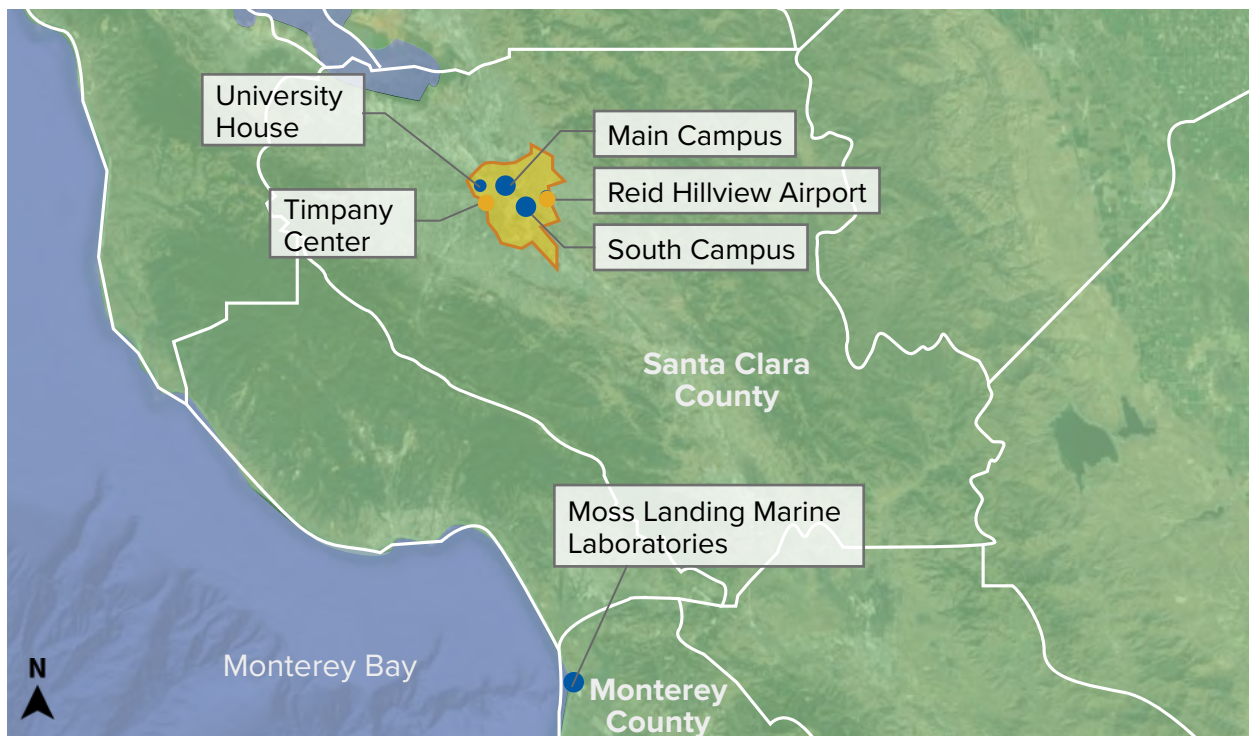 University
House
Main Campus
Reid Hillview Airport
Timpany
Center
South Campus
Santa Clara
County
Moss Landing Marine
Laboratories
Monterey Bay
N
Monterey
County